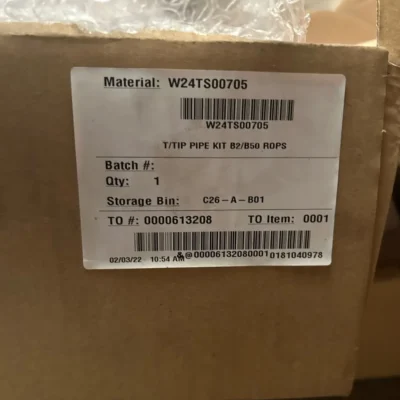 Material: W24TS00705
W24TS00705
T/TIP PIPE KIT B2/B50 ROPS
Batch #:
Qty: 1
Storage Bin: C26-A-B01
TO #: 0000613208 TO Item: 0001
02/03/22 10:54 AM &@00006132080001 0181040978